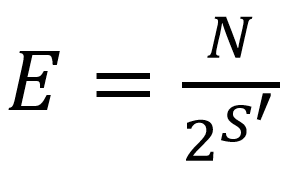 E = N / 2^S′